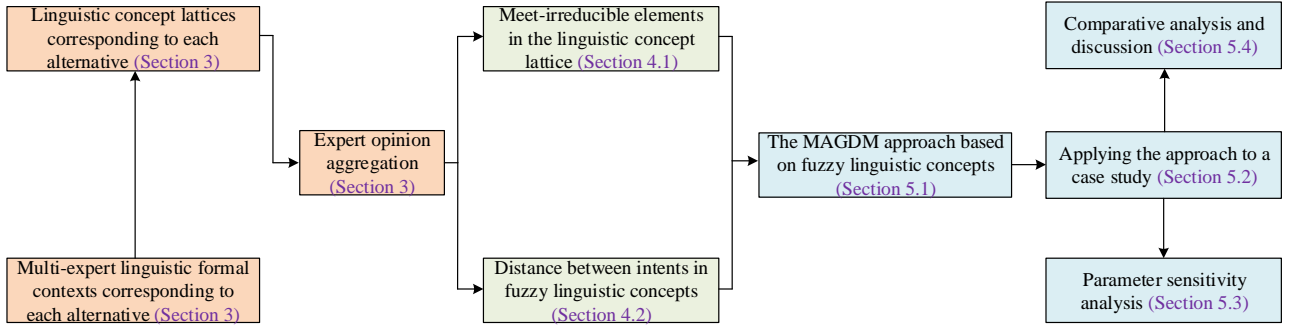 Linguistic concept lattices
corresponding to each
alternative (Section 3)
Multi-expert linguistic formal
contexts corresponding to
each alternative (Section 3)
Expert opinion
aggregation
(Section 3)
Meet-irreducible elements
in the linguistic concept
lattice (Section 4.1)
Distance between intents in
fuzzy linguistic concepts
(Section 4.2)
The MAGDM approach based
on fuzzy linguistic concepts
(Section 5.1)
Comparative analysis and
discussion (Section 5.4)
Applying the approach to a
case study (Section 5.2)
Parameter sensitivity
analysis (Section 5.3)